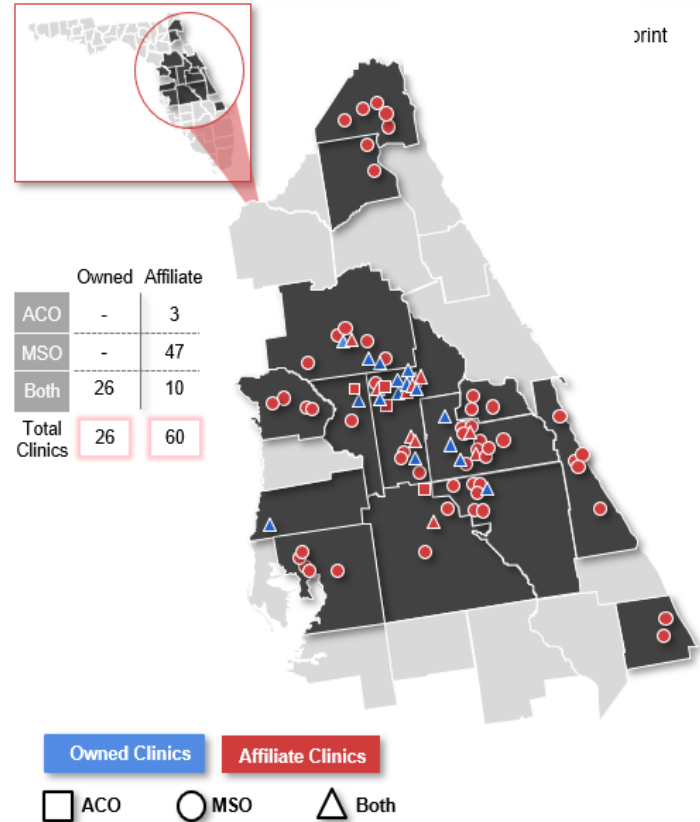 :print
Owned Affiliate
ACO - 3
MSO - 47
Both 26 10
Total
Clinics 26 60
Owned Clinics Affiliate Clinics
ACO MSO Both